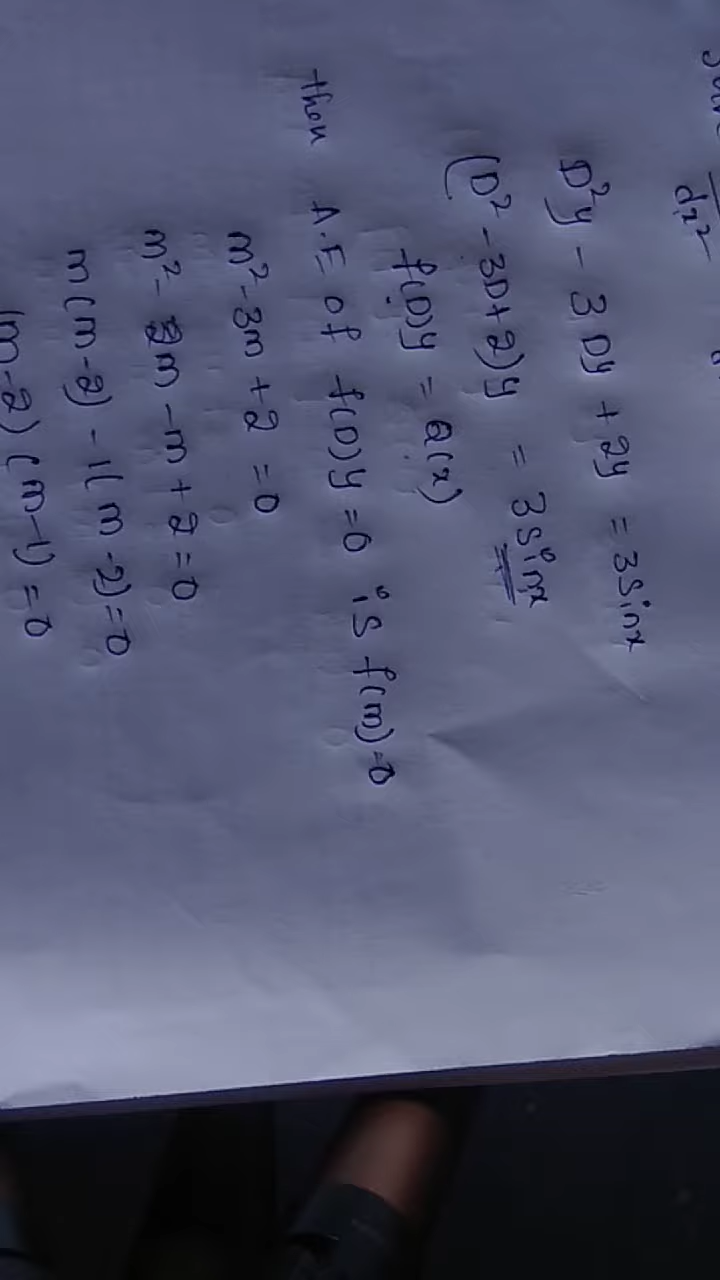 dx²
D²y - 3Dy + 2y = 3sinx
(D² - 3D + 2)y = 3sinx
f(D)y = Q(x)
then A.E of f(D)y = 0 is f(m) = 0
m² - 3m + 2 = 0
m² - 2m - m + 2 = 0
m(m-2) - 1(m-2) = 0
(m-2)(m-1) = 0